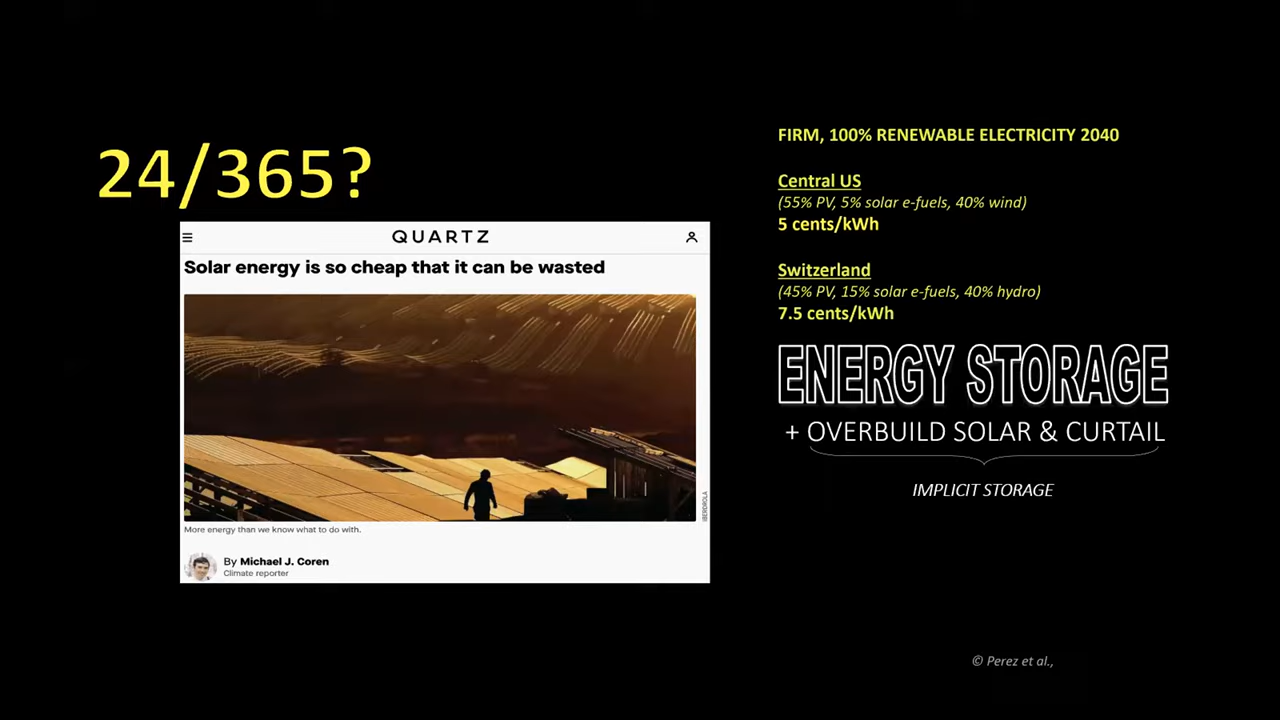 24/365?
QUARTZ
Solar energy is so cheap that it can be wasted
IBERDROLA
More energy than we know what to do with.
By Michael J. Coren
Climate reporter
FIRM, 100% RENEWABLE ELECTRICITY 2040
Central US
(55% PV, 5% solar e-fuels, 40% wind)
5 cents/kWh
Switzerland
(45% PV, 15% solar e-fuels, 40% hydro)
7.5 cents/kWh
ENERGY STORAGE
+ OVERBUILD SOLAR & CURTAIL
IMPLICIT STORAGE
© Perez et al.,